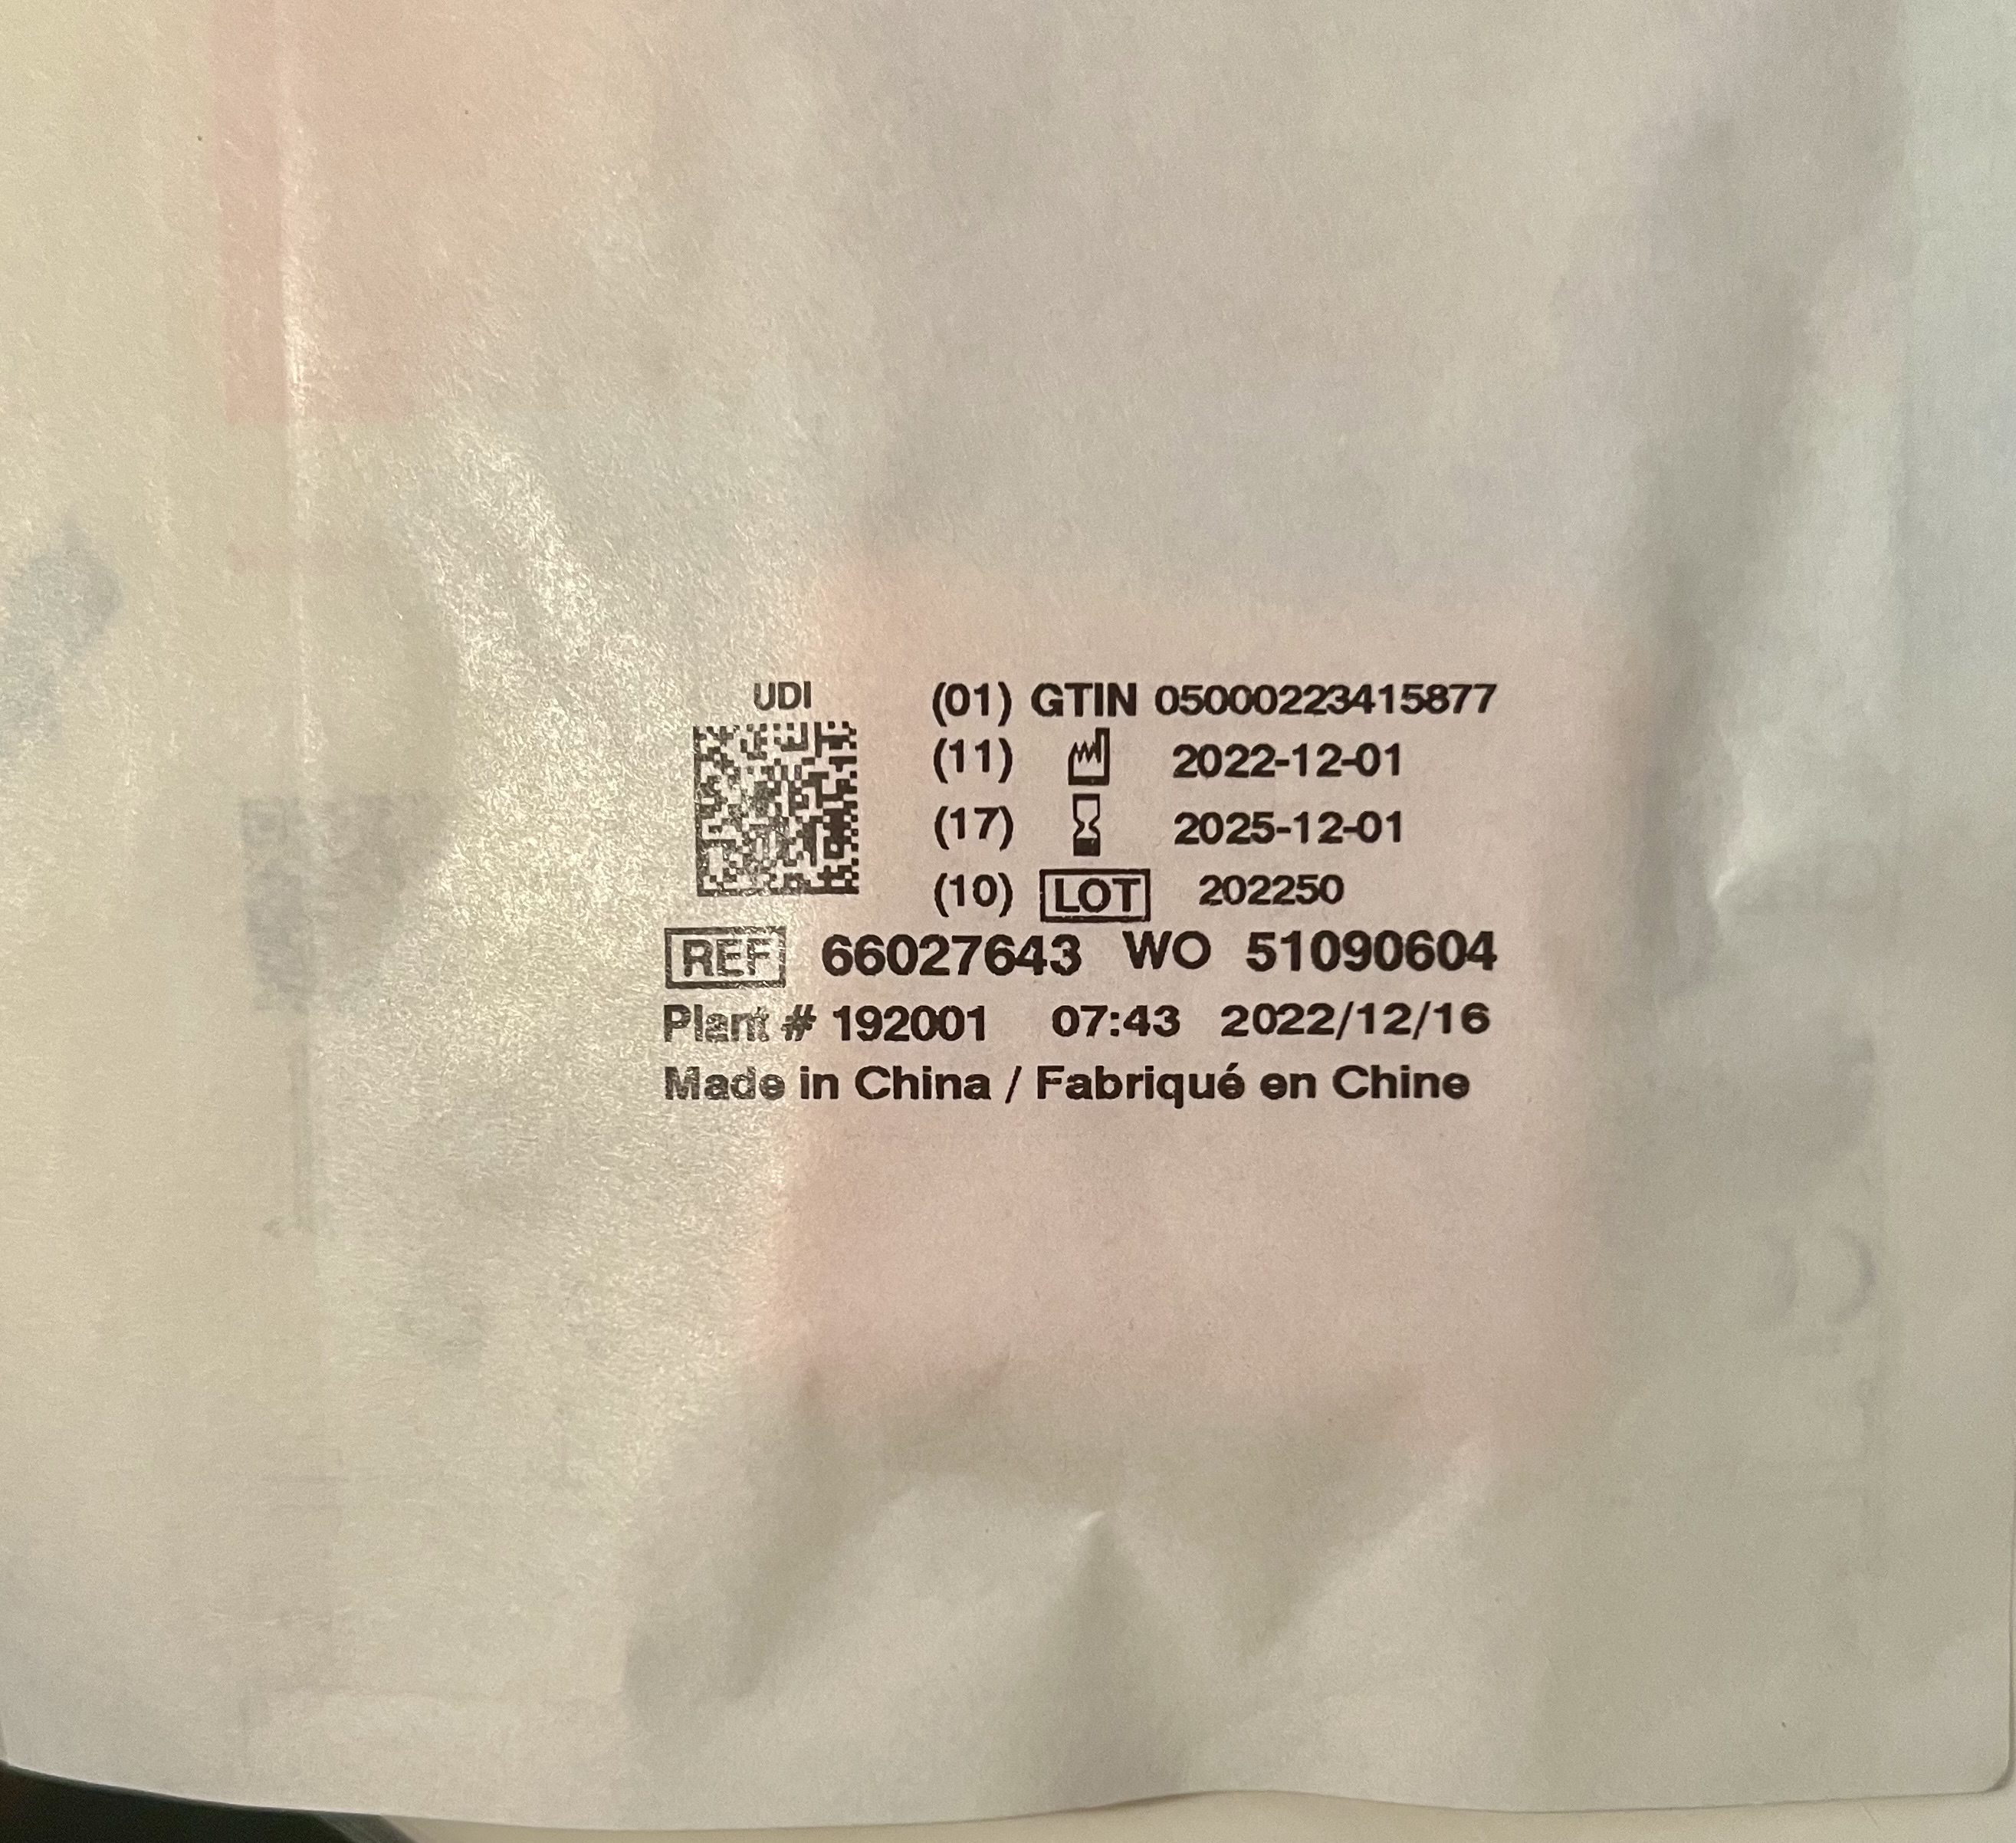 UDI
(01) GTIN 05000223415877
(11) 2022-12-01
(17) 2025-12-01
(10) LOT 202250
REF 66027643 WO 51090604
Plant # 192001 07:43 2022/12/16
Made in China / Fabriqué en Chine